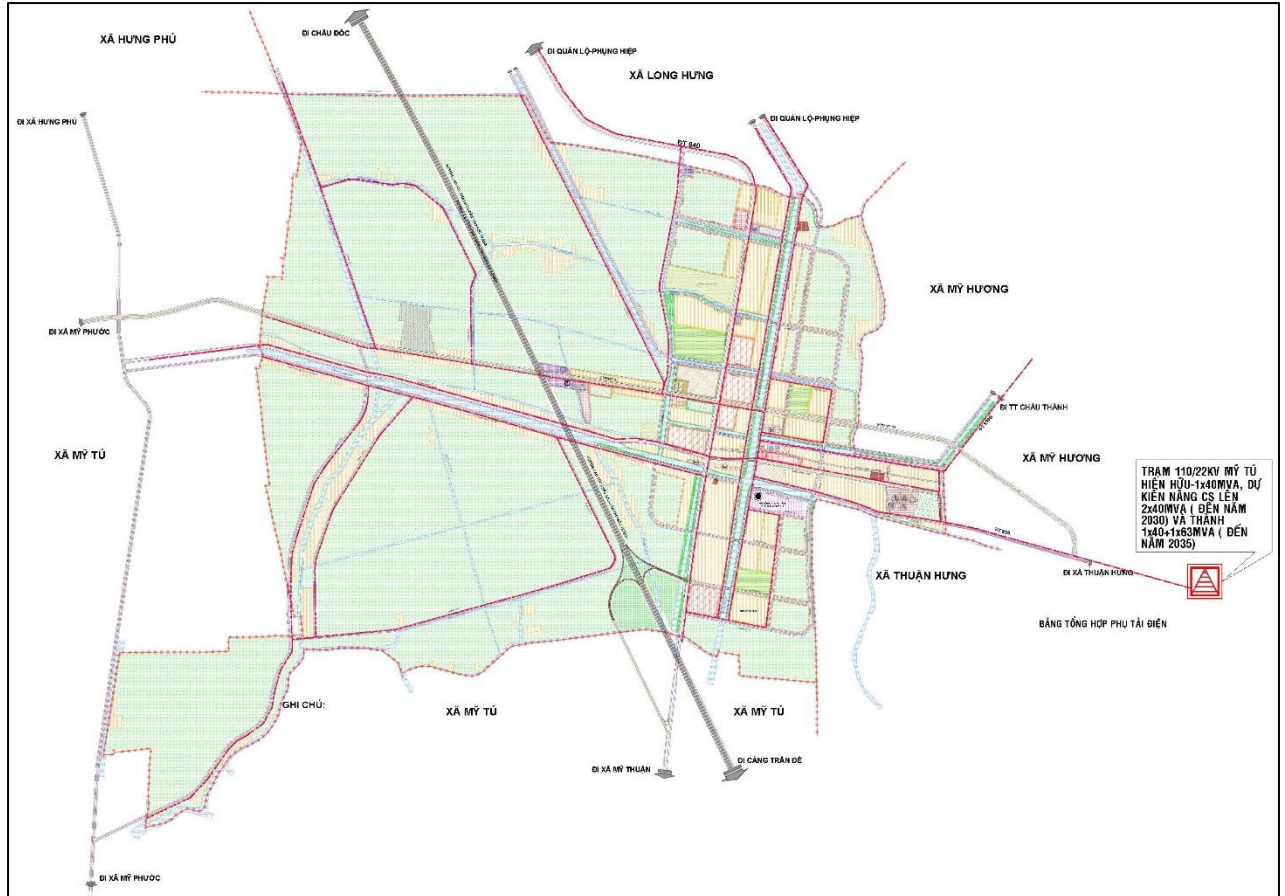 XÃ HƯNG PHÚ
ĐI CHÂU ĐỐC
ĐI QUẢN LỘ-PHỤNG HIỆP
XÃ LONG HƯNG
ĐI XÃ HƯNG PHÚ
ĐI QUẢN LỘ-PHỤNG HIỆP
ĐT 940
XÃ MỸ HƯƠNG
ĐI XÃ MỸ PHƯỚC
ĐI TT CHÂU THÀNH
XÃ MỸ TÚ
XÃ MỸ HƯƠNG
TRẠM 110/22KV MỸ TÚ
HIỆN HỮU-1x40MVA, DỰ
KIẾN NÂNG CS LÊN
2x40MVA ( ĐẾN NĂM
2030) VÀ THÀNH
1x40+1x63MVA ( ĐẾN
NĂM 2035)
XÃ THUẬN HƯNG
ĐI XÃ THUẬN HƯNG
BẢNG TỔNG HỢP PHỤ TẢI ĐIỆN
GHI CHÚ:
XÃ MỸ TÚ
XÃ MỸ TÚ
ĐI XÃ MỸ THUẬN
ĐI CẢNG TRẦN ĐỀ
ĐI XÃ MỸ PHƯỚC